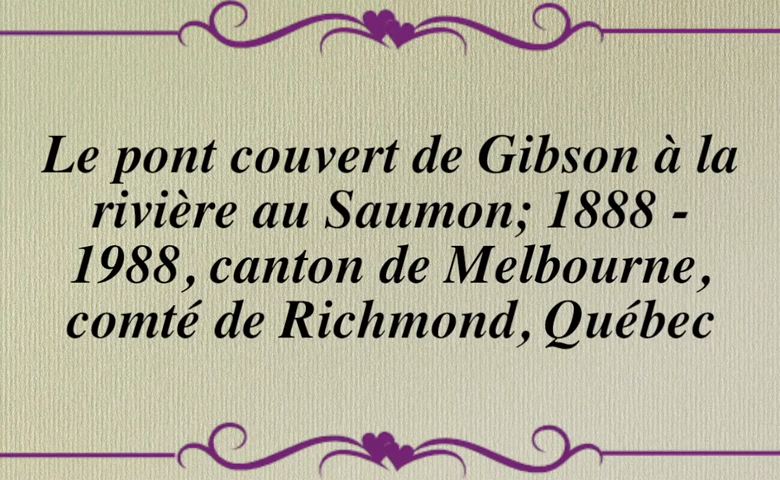 Le pont couvert de Gibson à la
rivière au Saumon; 1888 -
1988, canton de Melbourne,
comté de Richmond, Québec